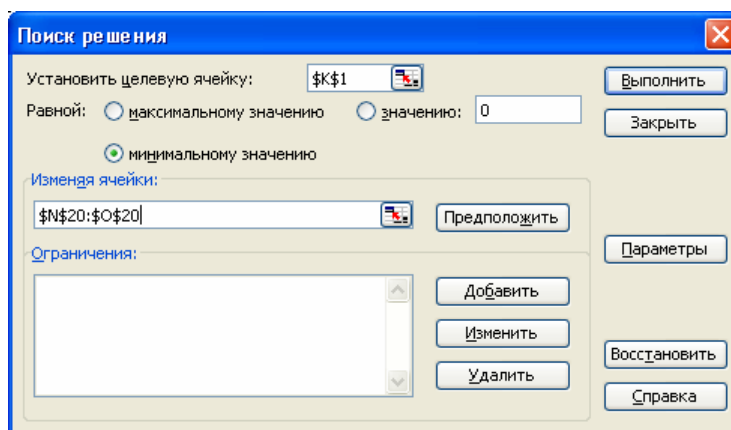 Поиск решения
Установить целевую ячейку: $K$1
Выполнить
Равной: максимальному значению значению: 0
Закрыть
минимальному значению
Изменяя ячейки:
$N$20:$O$20
Предположить
Параметры
Ограничения:
Добавить
Изменить
Восстановить
Удалить
Справка